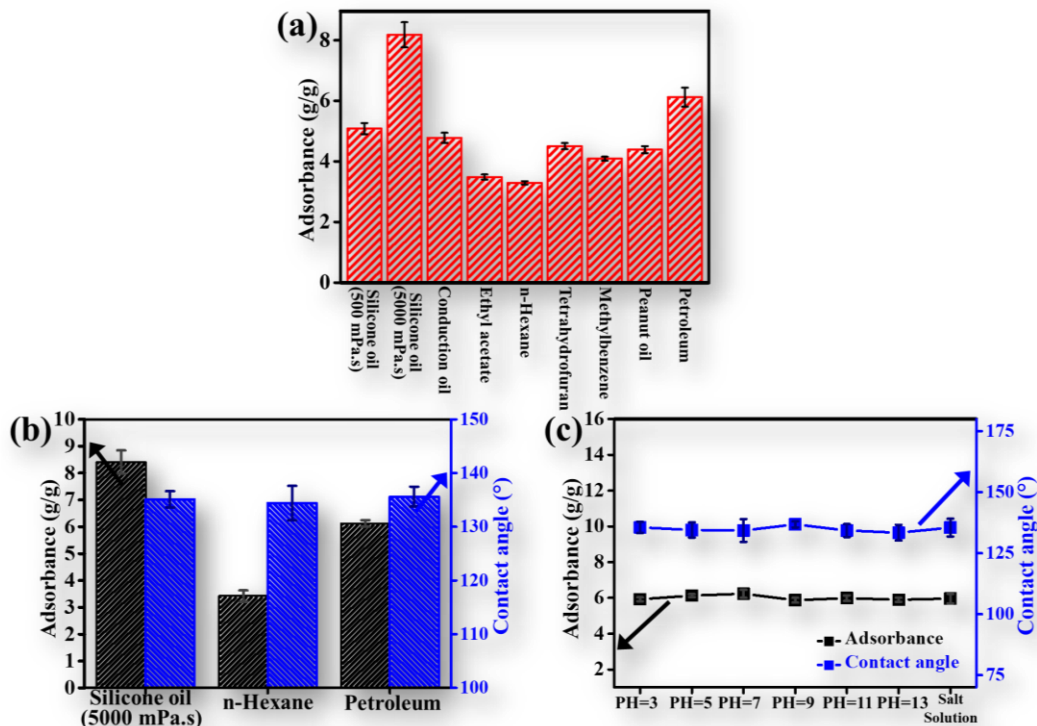 (a)
Adsorbance (g/g)
8
6
4
2
0
Silicone oil
(500 mPa.s)
Silicone oil
(5000 mPa.s)
Conduction oil
Ethyl acetate
n-Hexane
Tetrahydrofuran
Methylbenzene
Peanut oil
Petroleum
(b)
Adsorbance (g/g)
10
9
8
7
6
5
4
3
2
1
0
150
140
130
120
110
100
Contact angle (°)
Silicone oil
(5000 mPa.s)
n-Hexane
Petroleum
(c)
Adsorbance (g/g)
16
14
12
10
8
6
4
2
175
150
125
100
75
Contact angle (°)
Adsorbance
Contact angle
PH=3 PH=5 PH=7 PH=9 PH=11 PH=13 Salt
Solution